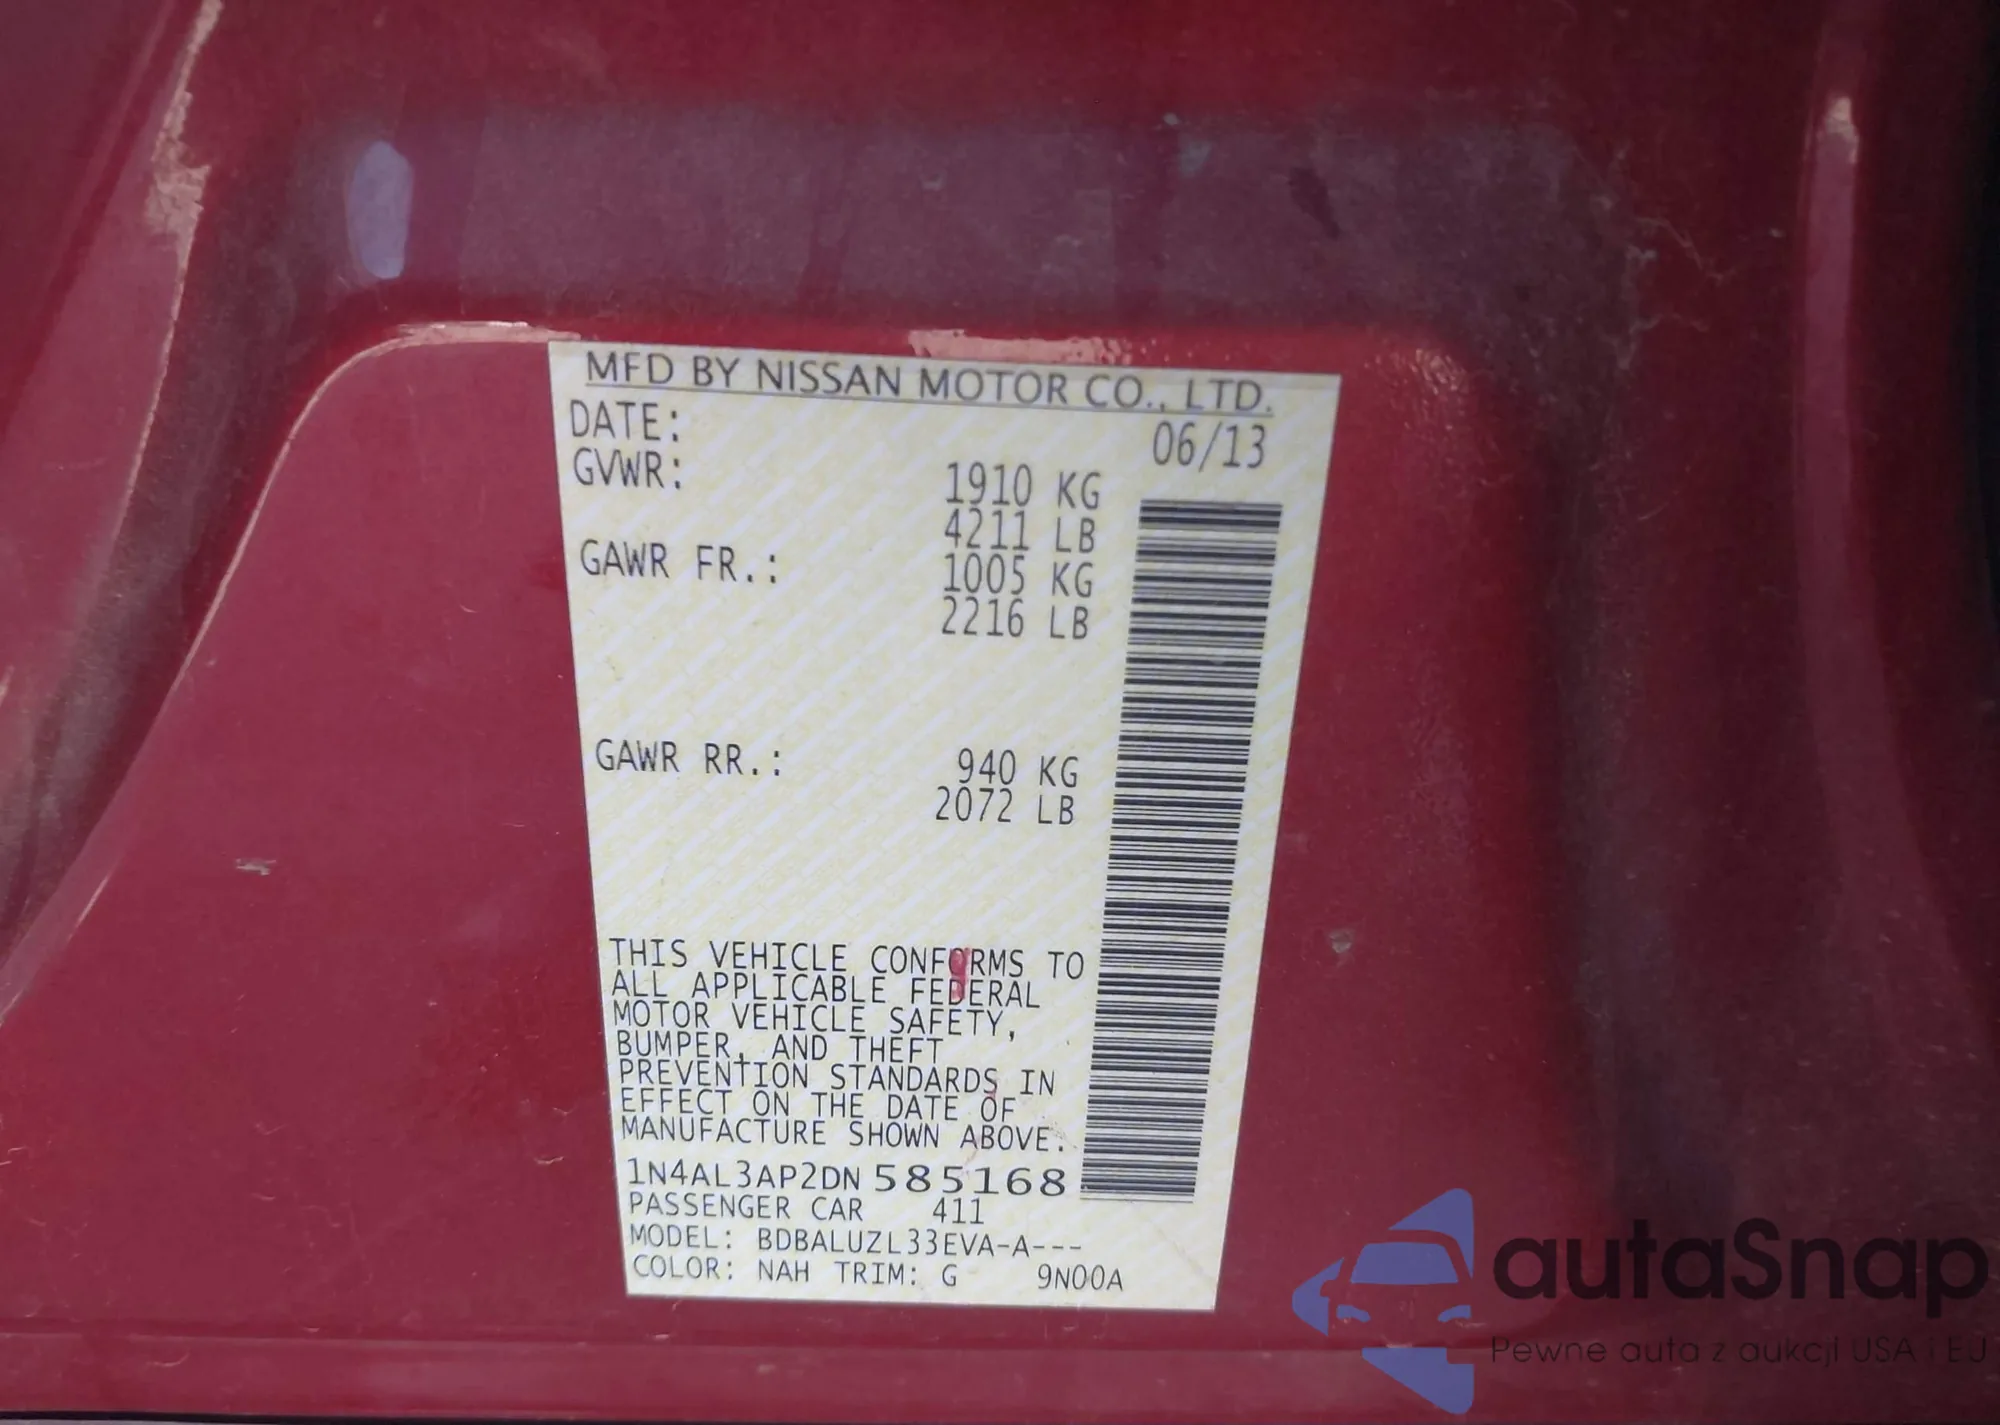 MFD BY NISSAN MOTOR CO., LTD.
DATE: 06/13
GVWR: 1910 KG
4211 LB
GAWR FR.: 1005 KG
2216 LB
GAWR RR.: 940 KG
2072 LB
THIS VEHICLE CONFORMS TO
ALL APPLICABLE FEDERAL
MOTOR VEHICLE SAFETY,
BUMPER, AND THEFT
PREVENTION STANDARDS IN
EFFECT ON THE DATE OF
MANUFACTURE SHOWN ABOVE.
1N4AL3AP2DN585168
PASSENGER CAR 411
MODEL: BDBALUZL33EVA-A---
COLOR: NAH TRIM: G 9N00A
autaSnap
Pewne auta z aukcji USA i EU